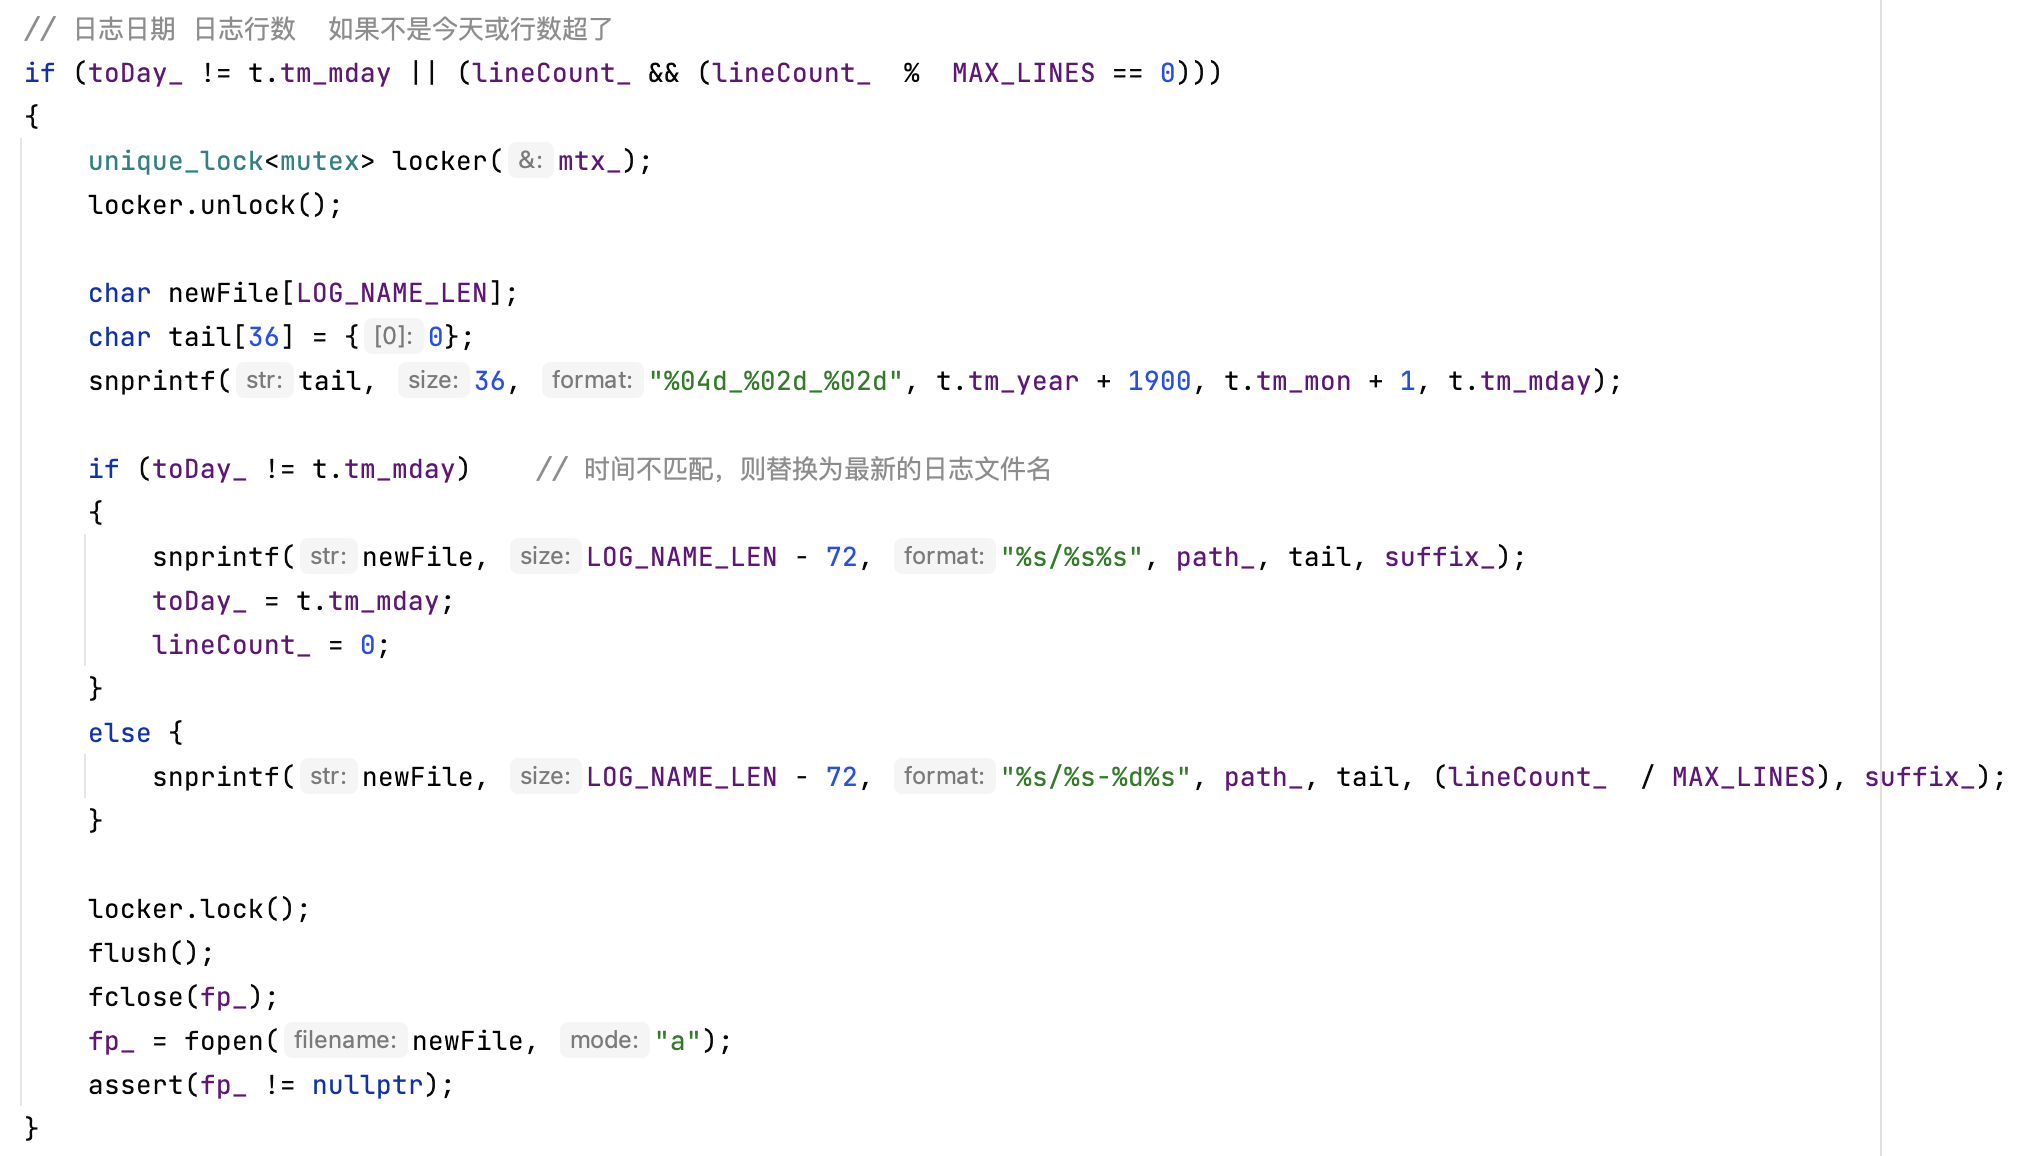 // 日志日期 日志行数  如果不是今天或行数超了
if (toDay_ != t.tm_mday || (lineCount_ && (lineCount_  %  MAX_LINES == 0)))
{
    unique_lock<mutex> locker( &: mtx_);
    locker.unlock();

    char newFile[LOG_NAME_LEN];
    char tail[36] = { [0]: 0};
    snprintf( str: tail, size: 36, format: "%04d_%02d_%02d", t.tm_year + 1900, t.tm_mon + 1, t.tm_mday);

    if (toDay_ != t.tm_mday)    // 时间不匹配，则替换为最新的日志文件名
    {
        snprintf( str: newFile, size: LOG_NAME_LEN - 72, format: "%s/%s%s", path_, tail, suffix_);
        toDay_ = t.tm_mday;
        lineCount_ = 0;
    }
    else {
        snprintf( str: newFile, size: LOG_NAME_LEN - 72, format: "%s/%s-%d%s", path_, tail, (lineCount_  / MAX_LINES), suffix_);
    }

    locker.lock();
    flush();
    fclose(fp_);
    fp_ = fopen( filename: newFile, mode: "a");
    assert(fp_ != nullptr);
}